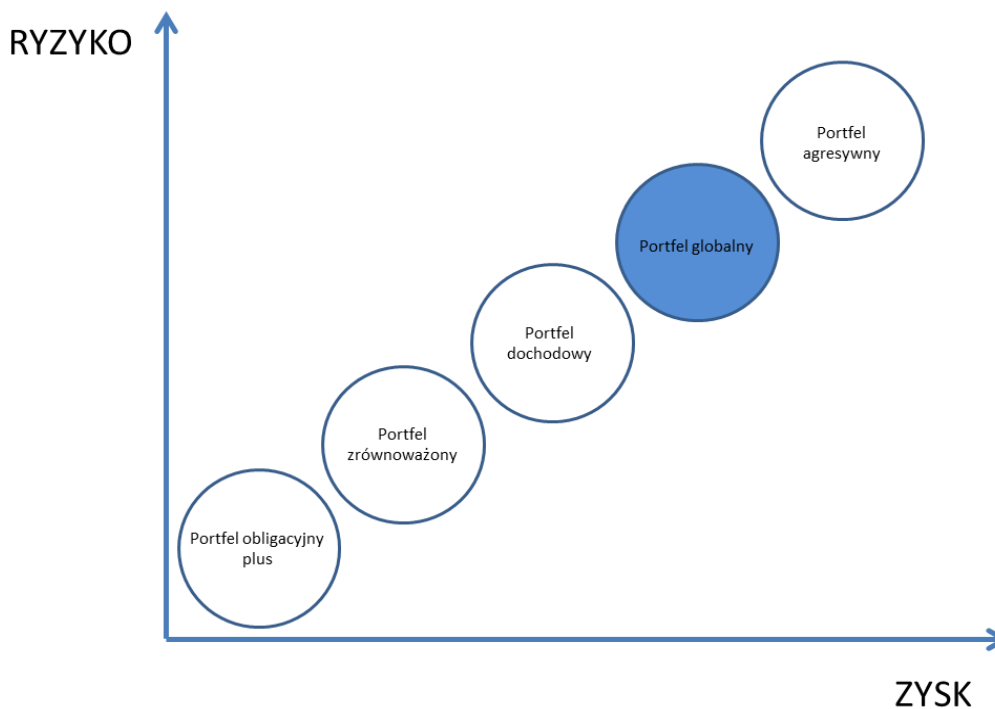 RYZYKO
Portfel
agresywny
Portfel globalny
Portfel
dochodowy
Portfel
zrównoważony
Portfel obligacyjny
plus
ZYSK